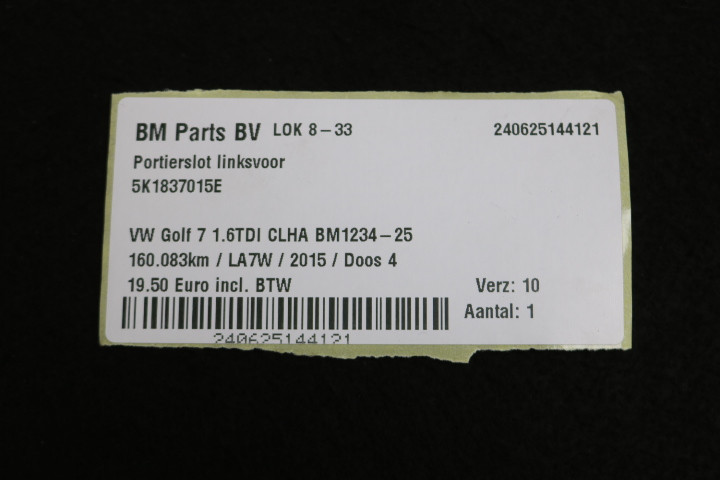 BM Parts BV LOK 8-33 240625144121
Portierslot linksvoor
5K1837015E
VW Golf 7 1.6TDI CLHA BM1234-25
160.083km / LA7W / 2015 / Doos 4
19.50 Euro incl. BTW Verz: 10
Aantal: 1
240625144121